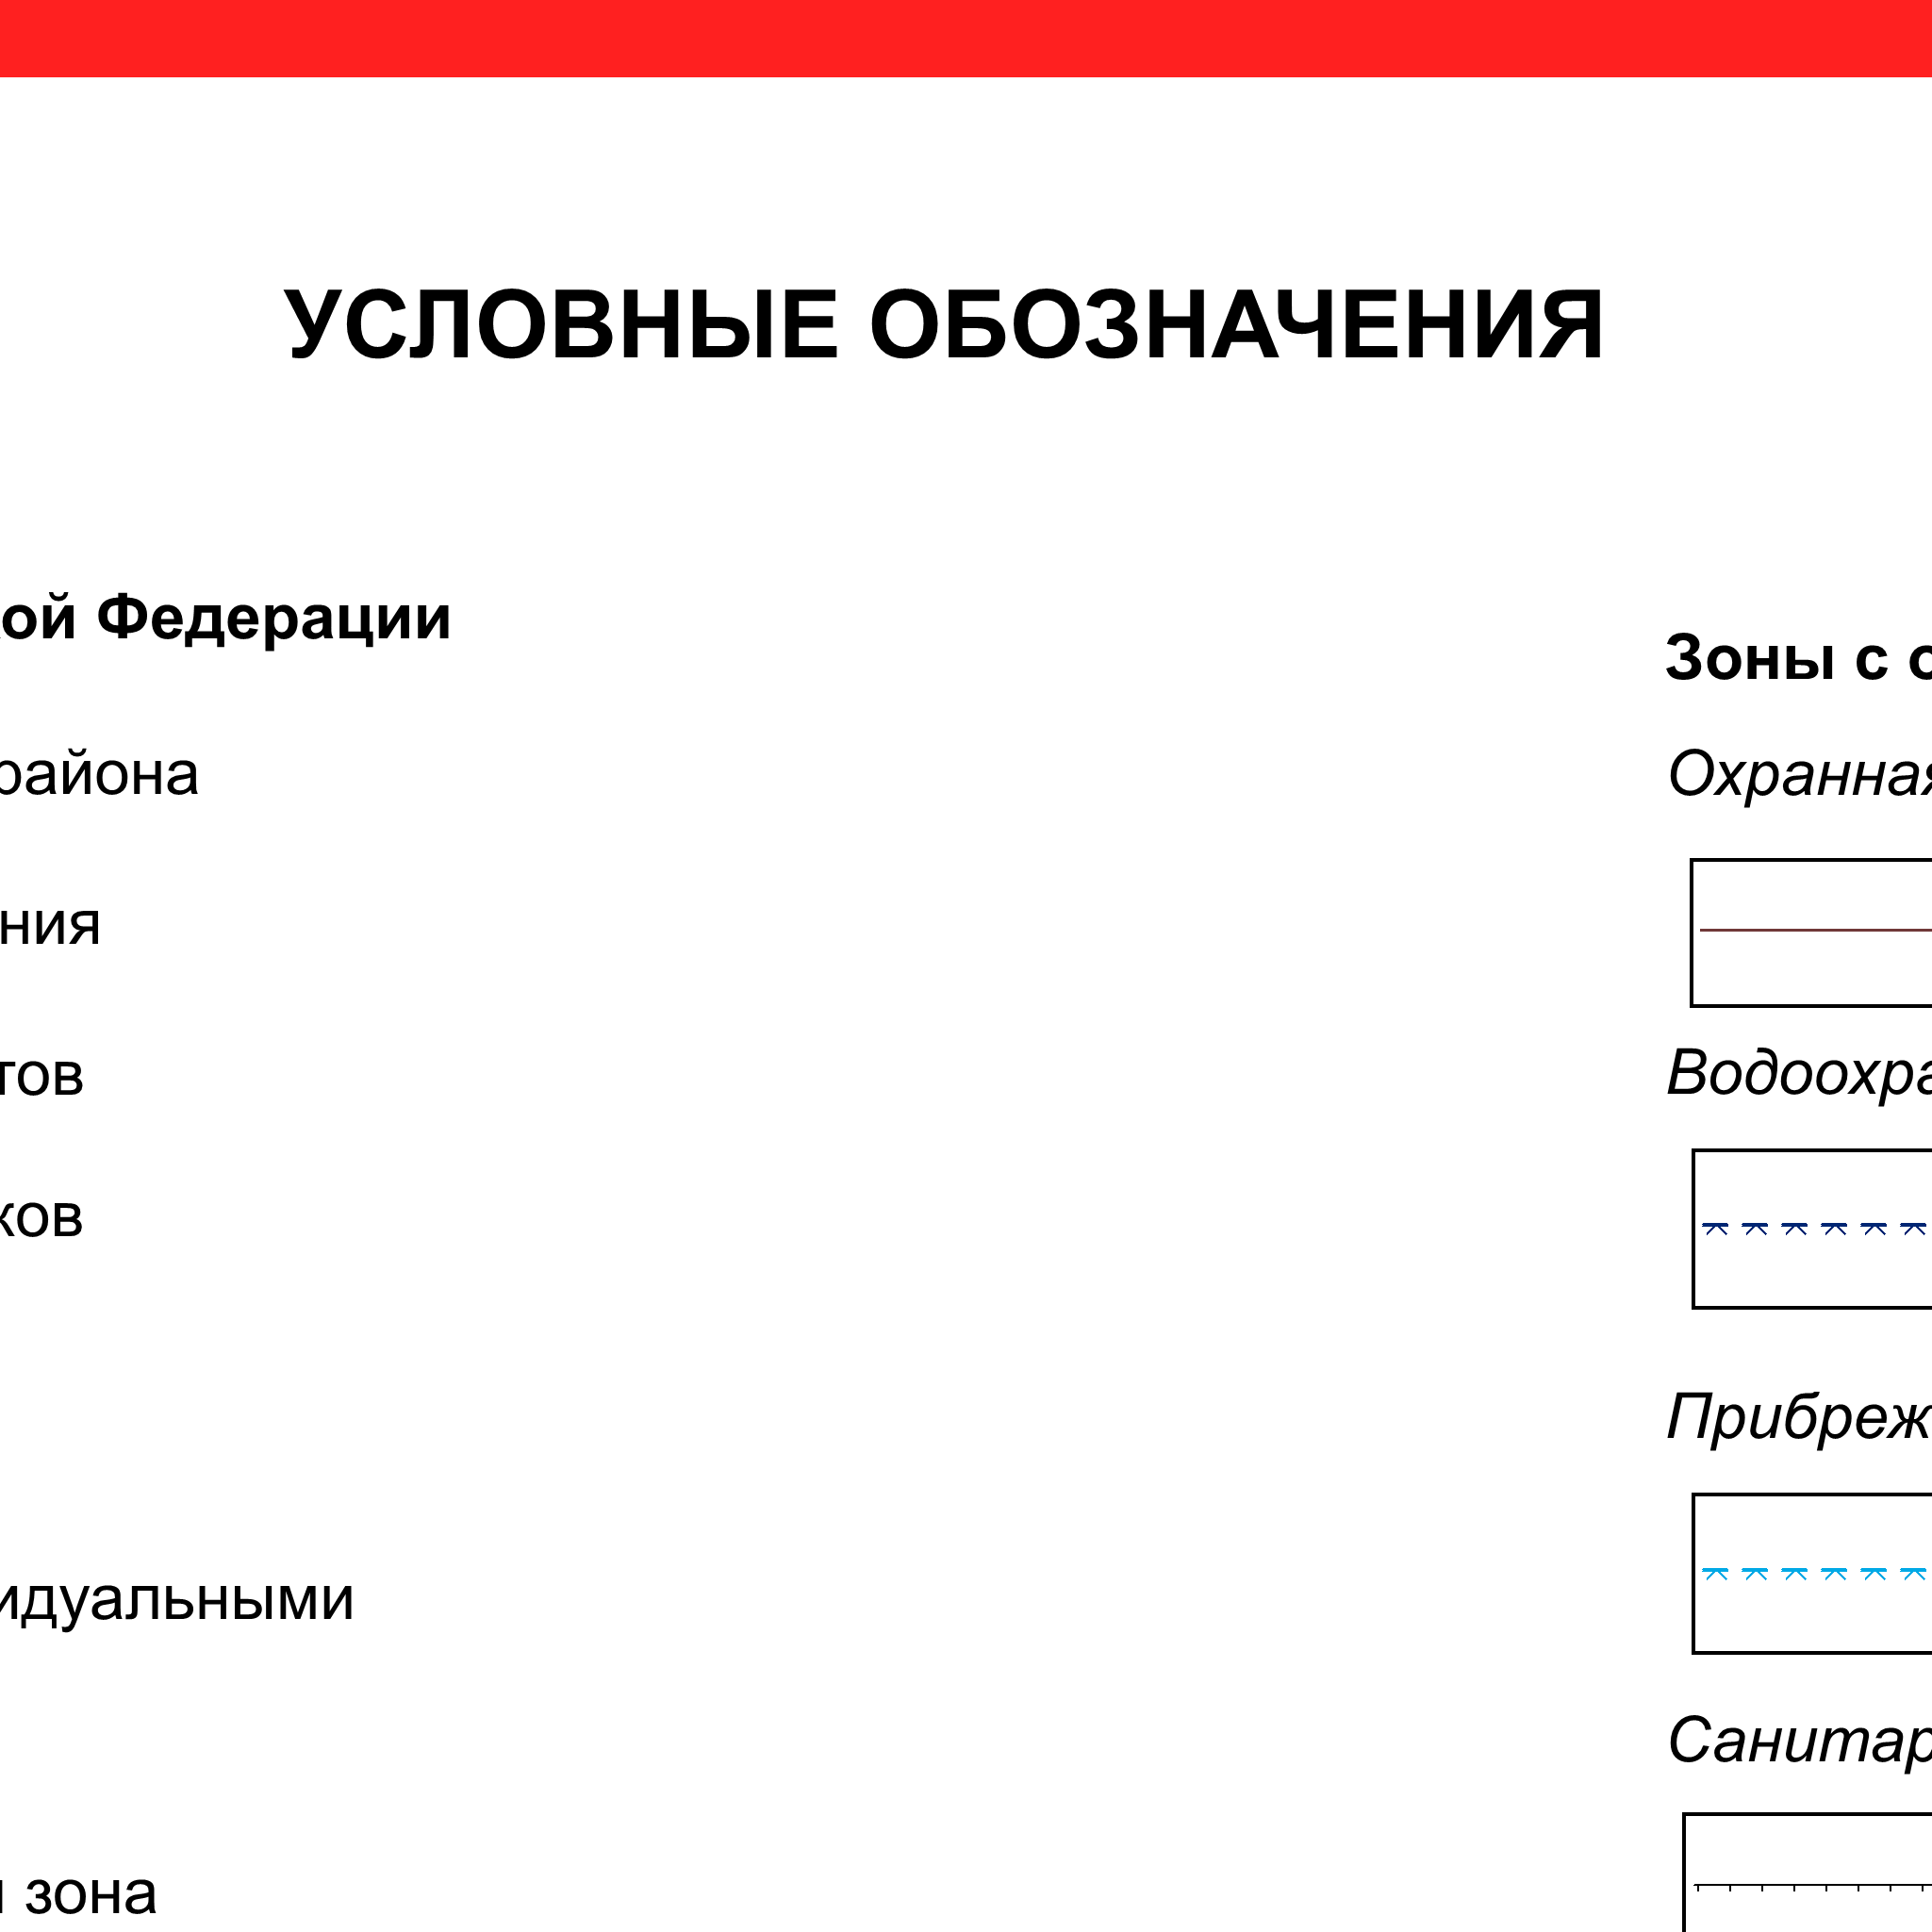 УСЛОВНЫЕ ОБОЗНАЧЕНИЯ
ой Федерации
района
ния
тов
ков
идуальными
зона
Зоны с о
Охранная
Водоохра
Прибреж
Санитар